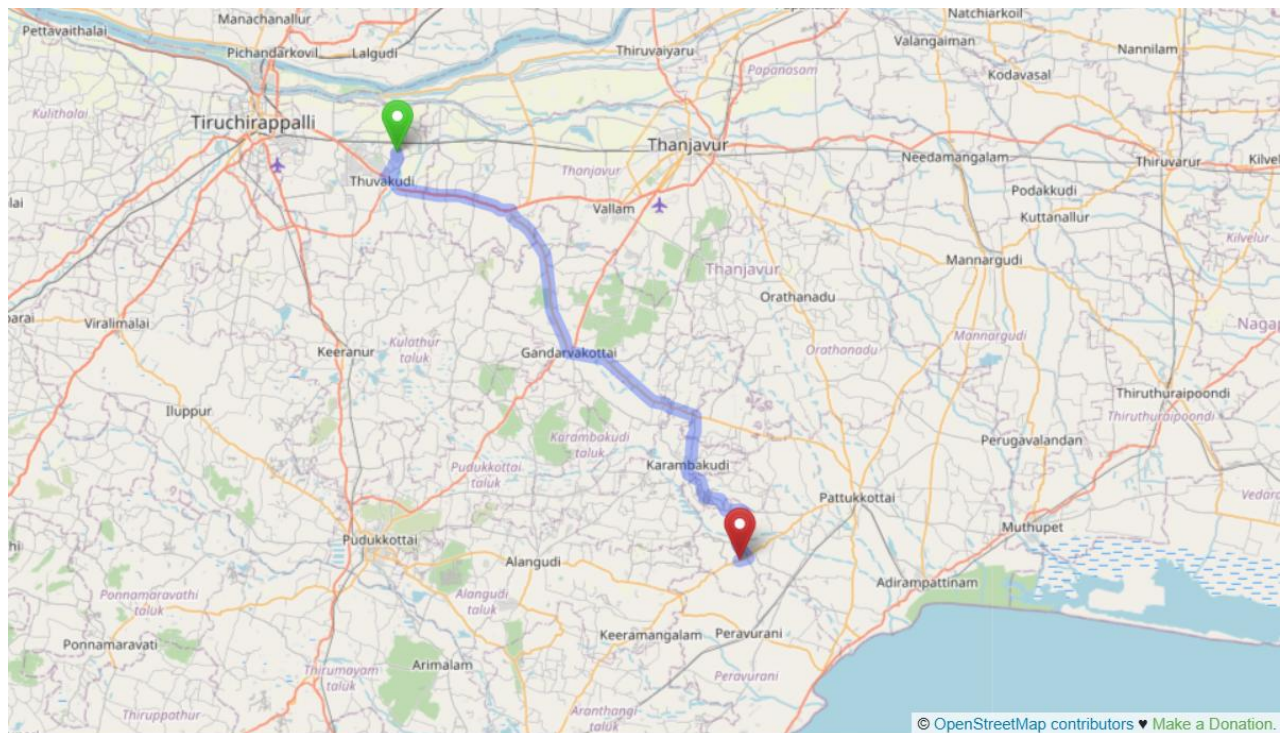 Manachanallur
Natchiarkoil
Pettavaithalai
Pichandarkovil
Lalgudi
Thiruvaiyaru
Valangaiman
Nannilam
Papanasam
Kodavasal
Kulithalai
Tiruchirappalli
Thanjavur
Needamangalam
Thiruvarur
Thanjavur
Thuvakudi
Podakkudi
Vallam
Kuttanallur
Kilvelur
Mannargudi
Thanjavur
Orathanadu
Viralimalai
Mannargudi
Kulathur
taluk
Keeranur
Gandarvakottai
Orathanadu
Thiruthuraipoondi
Iluppur
Thiruthuraipoondi
Karambakudi
taluk
Perugavalandan
Pudukkottai
taluk
Karambakudi
Pattukkottai
Muthupet
Pudukkottai
Alangudi
Adirampattinam
Ponnamaravathi
taluk
Alangudi
taluk
Keeramangalam
Peravurani
Ponnamaravati
Arimalam
Thirumayam
taluk
Peravurani
Thiruppathur
Aranthangi
taluk
© OpenStreetMap contributors ♥ Make a Donation.